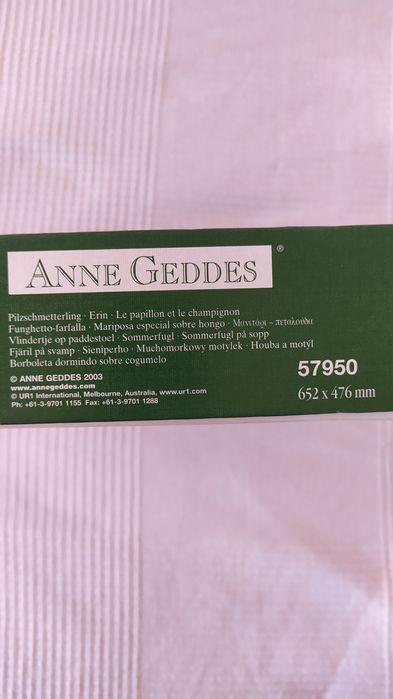 ANNE GEDDES ®
Pilzschmetterling · Erin · Le papillon et le champignon
Funghetto-farfalla · Mariposa especial sobre hongo · Μανιτάρι – πεταλούδα
Vlindertje op paddestoel · Sommerfugl · Sommerfugl på sopp
Fjäril på svamp · Sieniperho · Muchomorkowy motylek · Houba a motýl
Borboleta dormindo sobre cogumelo
57950
© ANNE GEDDES 2003
www.annegeddes.com
652 x 476 mm
© UR1 International, Melbourne, Australia, www.ur1.com
Ph: +61-3-9701 1155 Fax: +61-3-9701 1288